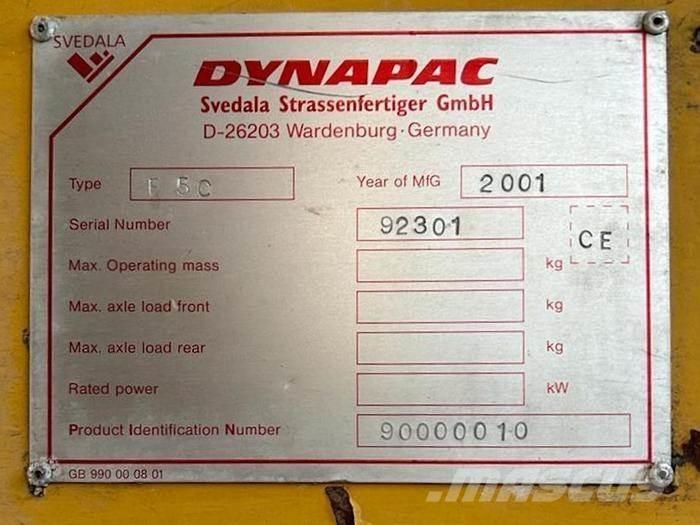 SVEDALA
DYNAPAC
Svedala Strassenfertiger GmbH
D-26203 Wardenburg · Germany
Type F 5C Year of MfG 2001
Serial Number 92301
CE
Max. Operating mass kg
Max. axle load front kg
Max. axle load rear kg
Rated power kW
Product Identification Number 90000010
GB 990 00 08 01
mascus